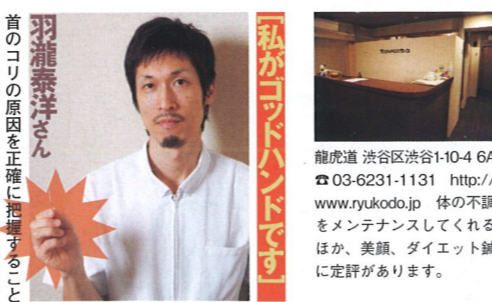 [私がゴッドハンドです]
羽瀧泰洋さん
首のコリの原因を正確に把握すること
龍虎道 渋谷区渋谷1-10-4 6A
☎03-6231-1131 http://
www.ryukodo.jp 体の不調
をメンテナンスしてくれる
ほか、美顔、ダイエット鍼
に定評があります。